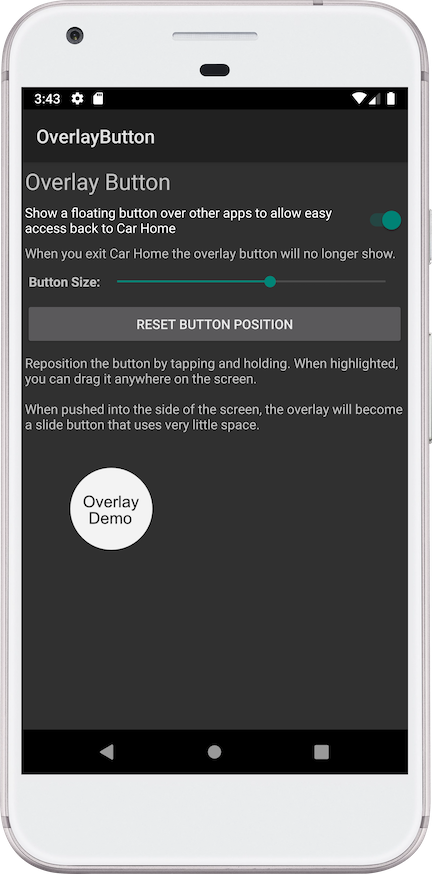 3:43
OverlayButton
Overlay Button
Show a floating button over other apps to allow easy
access back to Car Home
When you exit Car Home the overlay button will no longer show.
Button Size:
RESET BUTTON POSITION
Reposition the button by tapping and holding. When highlighted,
you can drag it anywhere on the screen.
When pushed into the side of the screen, the overlay will become
a slide button that uses very little space.
Overlay
Demo